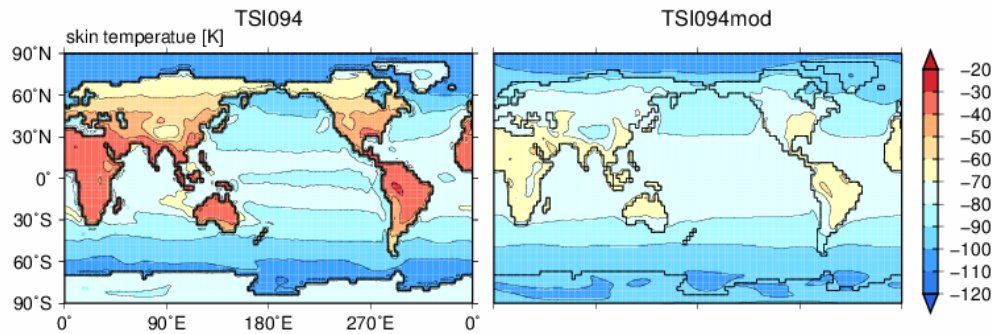 TSI094
TSI094mod
skin temperatue [K]
90°N
60°N
30°N
0°
30°S
60°S
90°S
0°
90°E
180°E
270°E
0°
−20
−30
−40
−50
−60
−70
−80
−90
−100
−110
−120